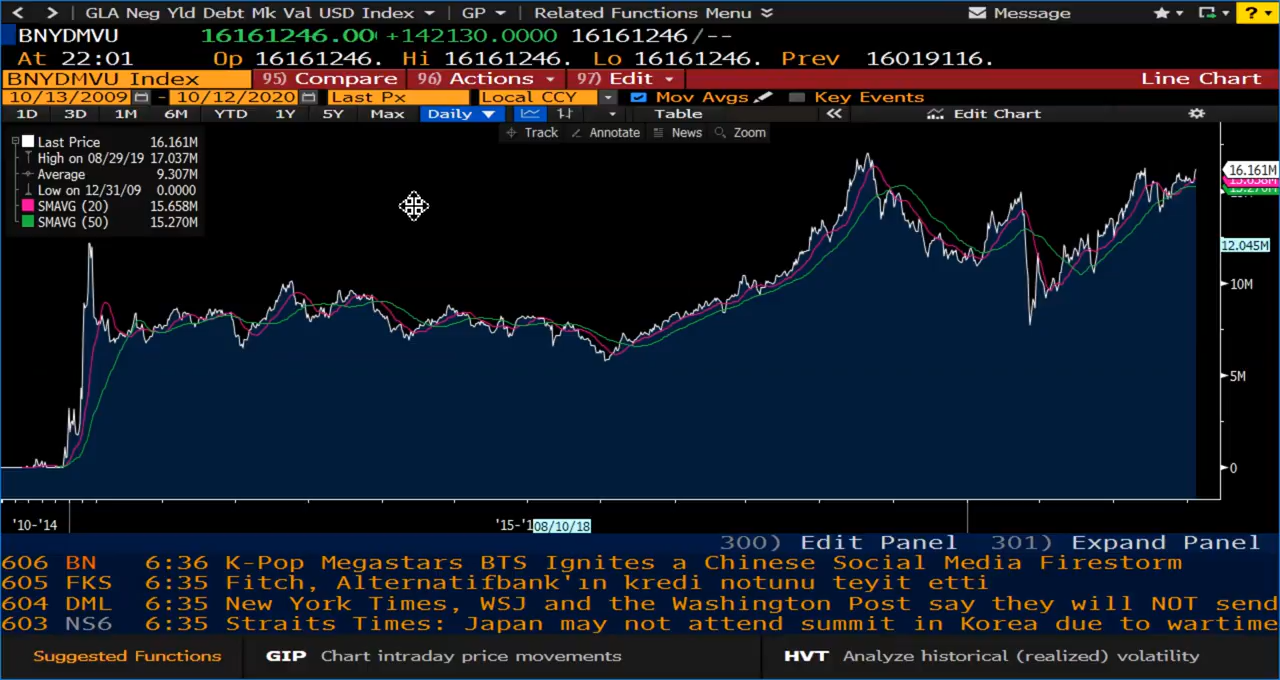 GLA Neg Yld Debt Mk Val USD Index GP Related Functions Menu Message ?
BNYDMVU 16161246.00 +142130.0000 16161246/--
At 22:01 Op 16161246. Hi 16161246. Lo 16161246. Prev 16019116.
BNYDMVU Index 95) Compare 96) Actions 97) Edit Line Chart
10/13/2009 - 10/12/2020 Last Px Local CCY Mov Avgs Key Events
1D 3D 1M 6M YTD 1Y 5Y Max Daily Table Edit Chart
Track Annotate News Zoom
Last Price 16.161M
High on 08/29/19 17.037M
Average 9.307M
Low on 12/31/09 0.0000
SMAVG (20) 15.658M
SMAVG (50) 15.270M
16.161M
15.658M
15.270M
12.045M
10M
5M
0
'10-'14 '15-'1 08/10/18
300) Edit Panel 301) Expand Panel
606 BN 6:36 K-Pop Megastars BTS Ignites a Chinese Social Media Firestorm
605 FKS 6:35 Fitch, Alternatifbank'ın kredi notunu teyit etti
604 DML 6:35 New York Times, WSJ and the Washington Post say they will NOT send
603 NS6 6:35 Straits Times: Japan may not attend summit in Korea due to wartime
Suggested Functions GIP Chart intraday price movements HVT Analyze historical (realized) volatility